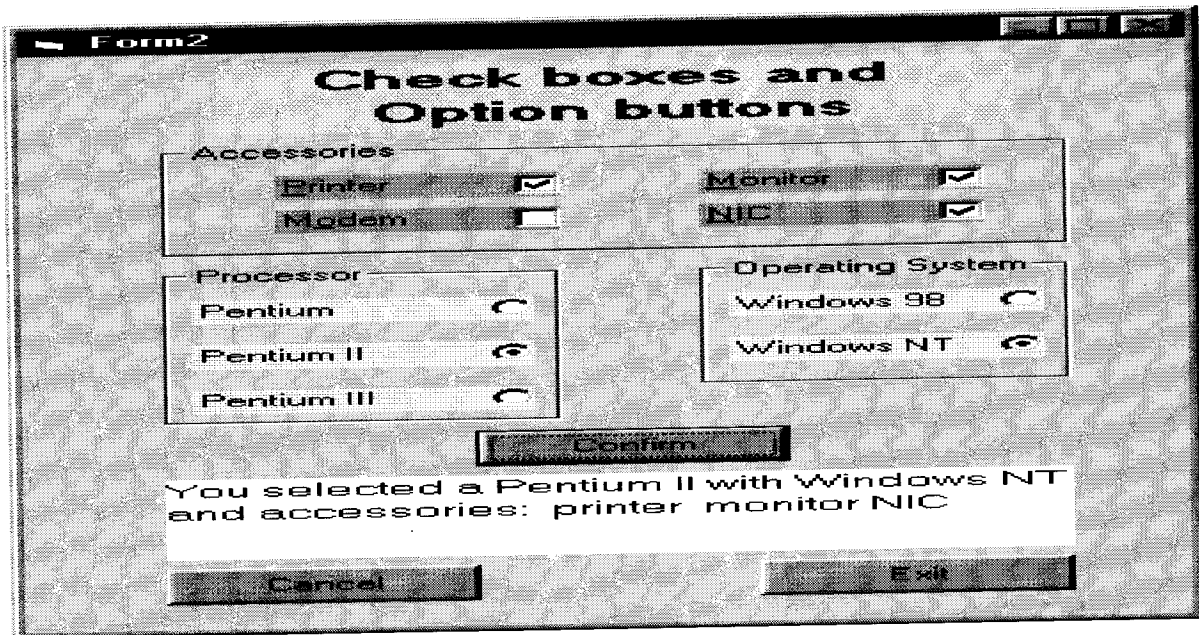 Form2
Check boxes and
Option buttons
Accessories
Printer
Monitor
Modem
NIC
Processor
Operating System
Pentium
Windows 98
Pentium II
Windows NT
Pentium III
Confirm
You selected a Pentium II with Windows NT
and accessories: printer monitor NIC
Cancel
Exit